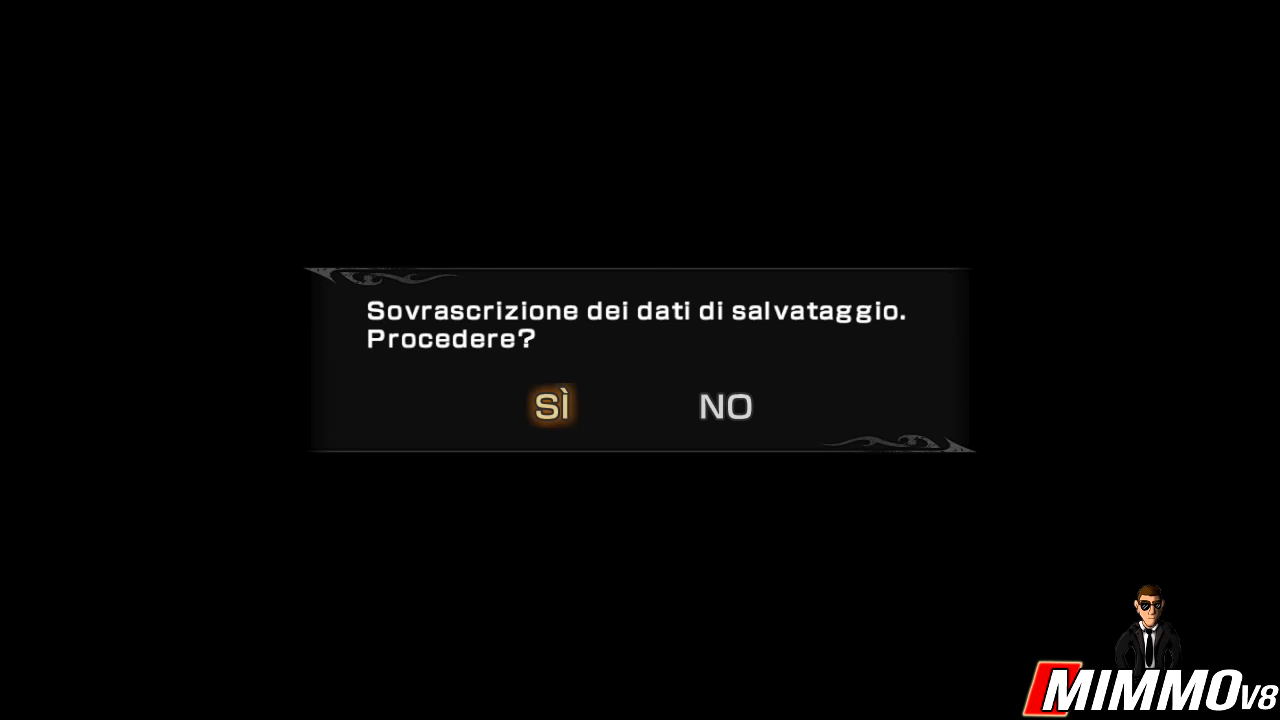 Sovrascrizione dei dati di salvataggio.
Procedere?
SÌ NO
MIMMOV8